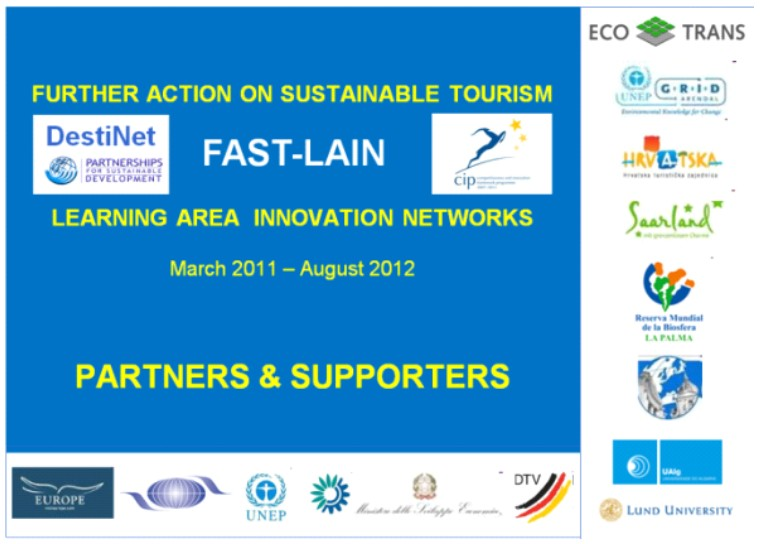 FURTHER ACTION ON SUSTAINABLE TOURISM
DestiNet
PARTNERSHIPS
FOR SUSTAINABLE
DEVELOPMENT
FAST-LAIN
cip
LEARNING AREA INNOVATION NETWORKS
March 2011 – August 2012
PARTNERS & SUPPORTERS
ECO TRANS
UNEP
GRID
ARENDAL
Environmental Knowledge for Change
HRVATSKA
Hrvatska turistička zajednica
Saarland
Reserva Mundial
de la Biosfera
LA PALMA
UAlg
LUND UNIVERSITY
EUROPE
UNEP
Ministero dello Sviluppo Economico
DTV